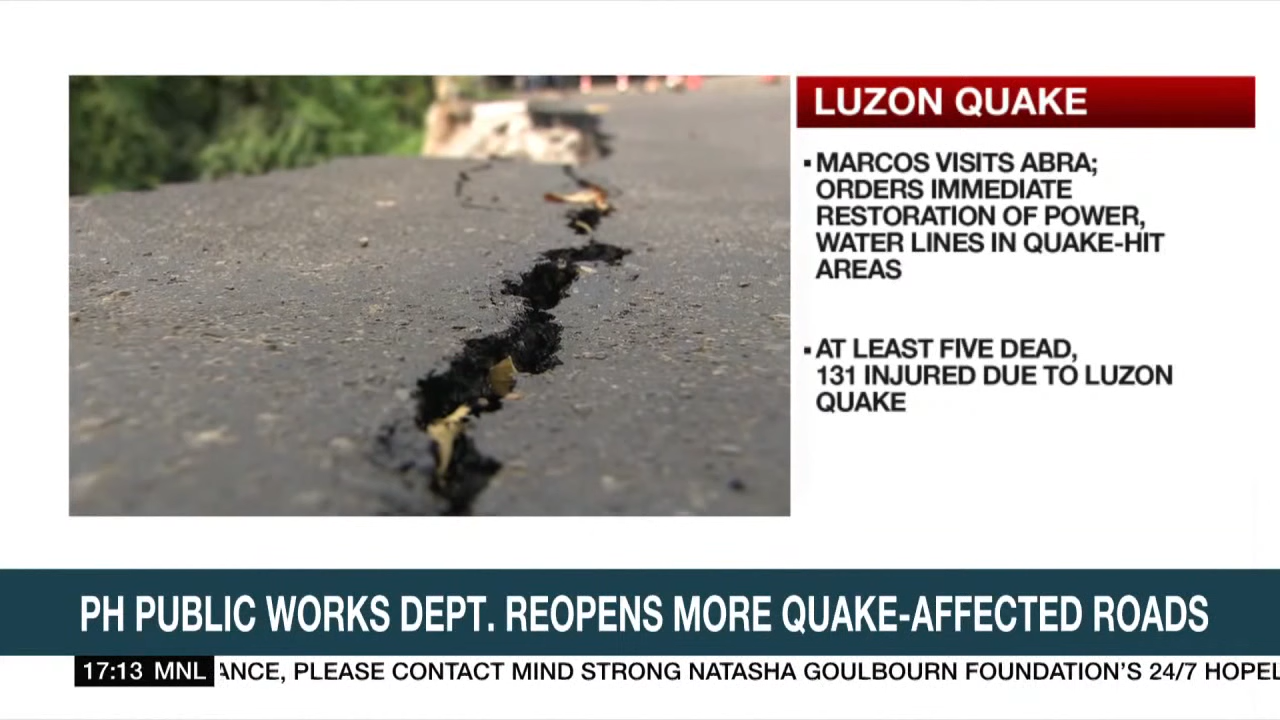 LUZON QUAKE
▪ MARCOS VISITS ABRA;
ORDERS IMMEDIATE
RESTORATION OF POWER,
WATER LINES IN QUAKE-HIT
AREAS
▪ AT LEAST FIVE DEAD,
131 INJURED DUE TO LUZON
QUAKE
PH PUBLIC WORKS DEPT. REOPENS MORE QUAKE-AFFECTED ROADS
17:13 MNL ANCE, PLEASE CONTACT MIND STRONG NATASHA GOULBOURN FOUNDATION'S 24/7 HOPEL